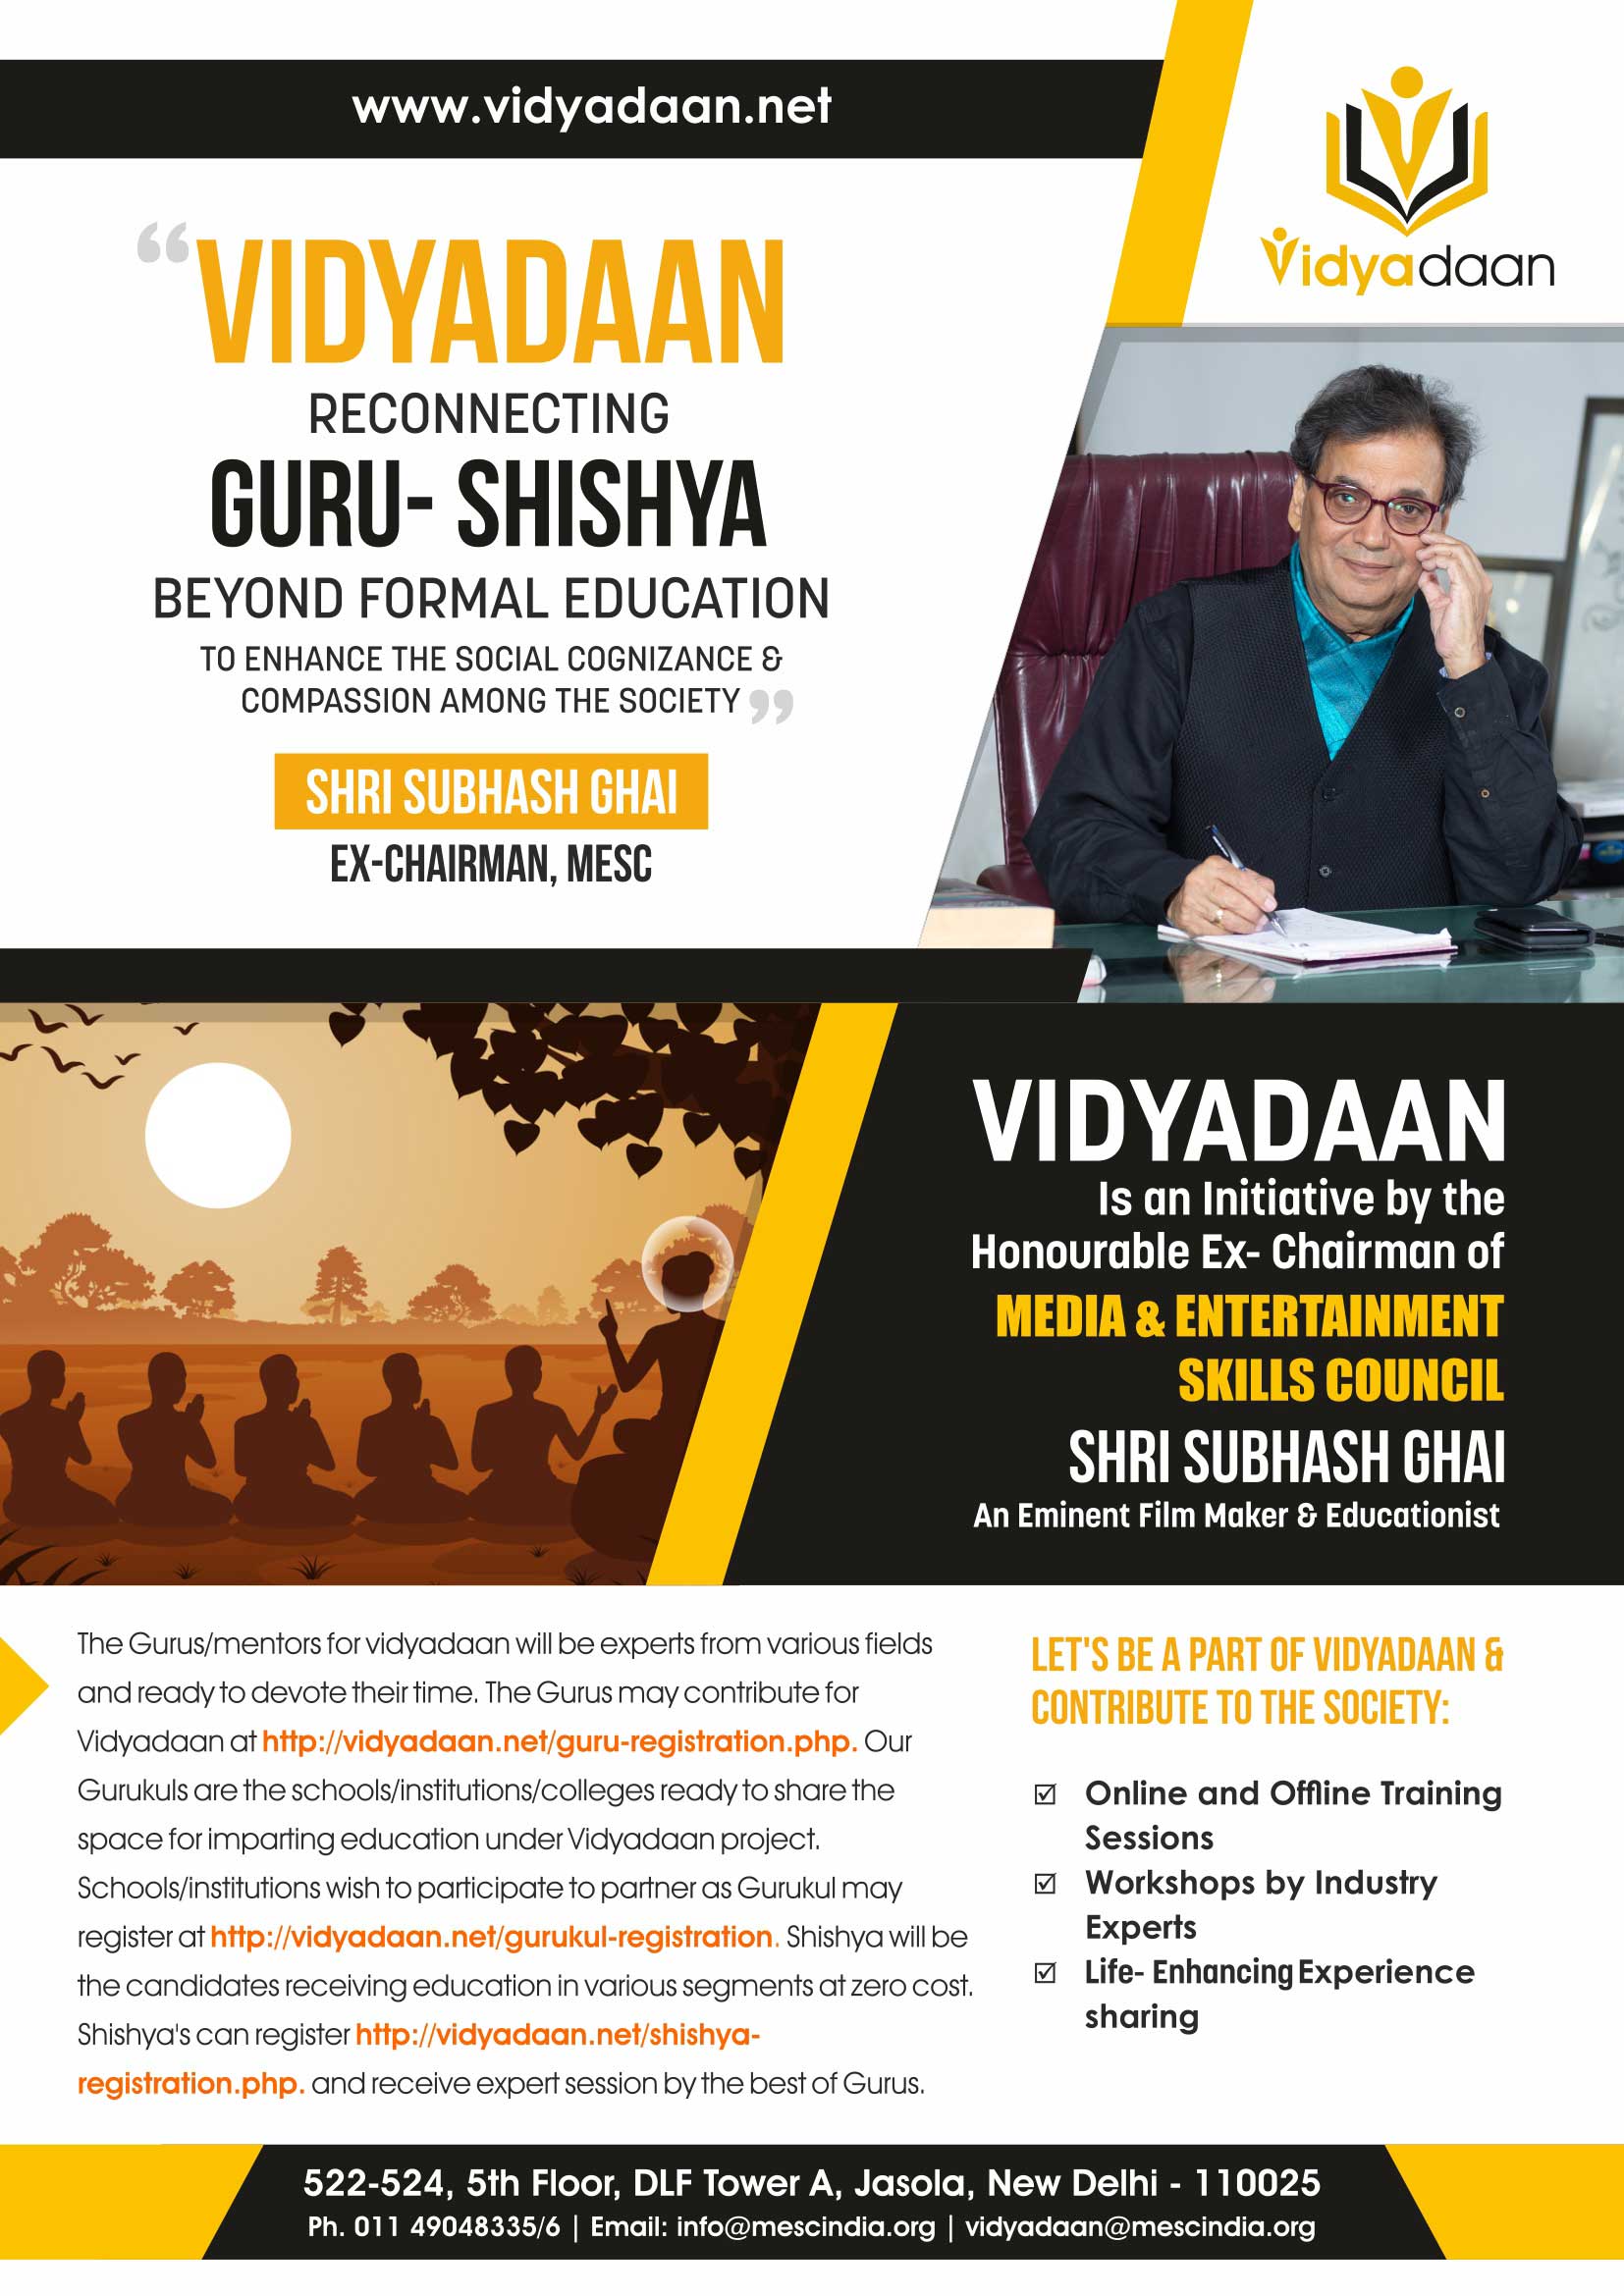 www.vidyadaan.net
Vidyadaan
“VIDYADAAN
RECONNECTING
GURU- SHISHYA
BEYOND FORMAL EDUCATION
TO ENHANCE THE SOCIAL COGNIZANCE &
COMPASSION AMONG THE SOCIETY”
SHRI SUBHASH GHAI
EX-CHAIRMAN, MESC
VIDYADAAN
Is an Initiative by the
Honourable Ex- Chairman of
MEDIA & ENTERTAINMENT
SKILLS COUNCIL
SHRI SUBHASH GHAI
An Eminent Film Maker & Educationist
The Gurus/mentors for vidyadaan will be experts from various fields
and ready to devote their time. The Gurus may contribute for
Vidyadaan at http://vidyadaan.net/guru-registration.php. Our
Gurukuls are the schools/institutions/colleges ready to share the
space for imparting education under Vidyadaan project.
Schools/institutions wish to participate to partner as Gurukul may
register at http://vidyadaan.net/gurukul-registration. Shishya will be
the candidates receiving education in various segments at zero cost.
Shishya's can register http://vidyadaan.net/shishya-
registration.php. and receive expert session by the best of Gurus.
LET'S BE A PART OF VIDYADAAN &
CONTRIBUTE TO THE SOCIETY:
☑ Online and Offline Training
Sessions
☑ Workshops by Industry
Experts
☑ Life- Enhancing Experience
sharing
522-524, 5th Floor, DLF Tower A, Jasola, New Delhi - 110025
Ph. 011 49048335/6 | Email: info@mescindia.org | vidyadaan@mescindia.org